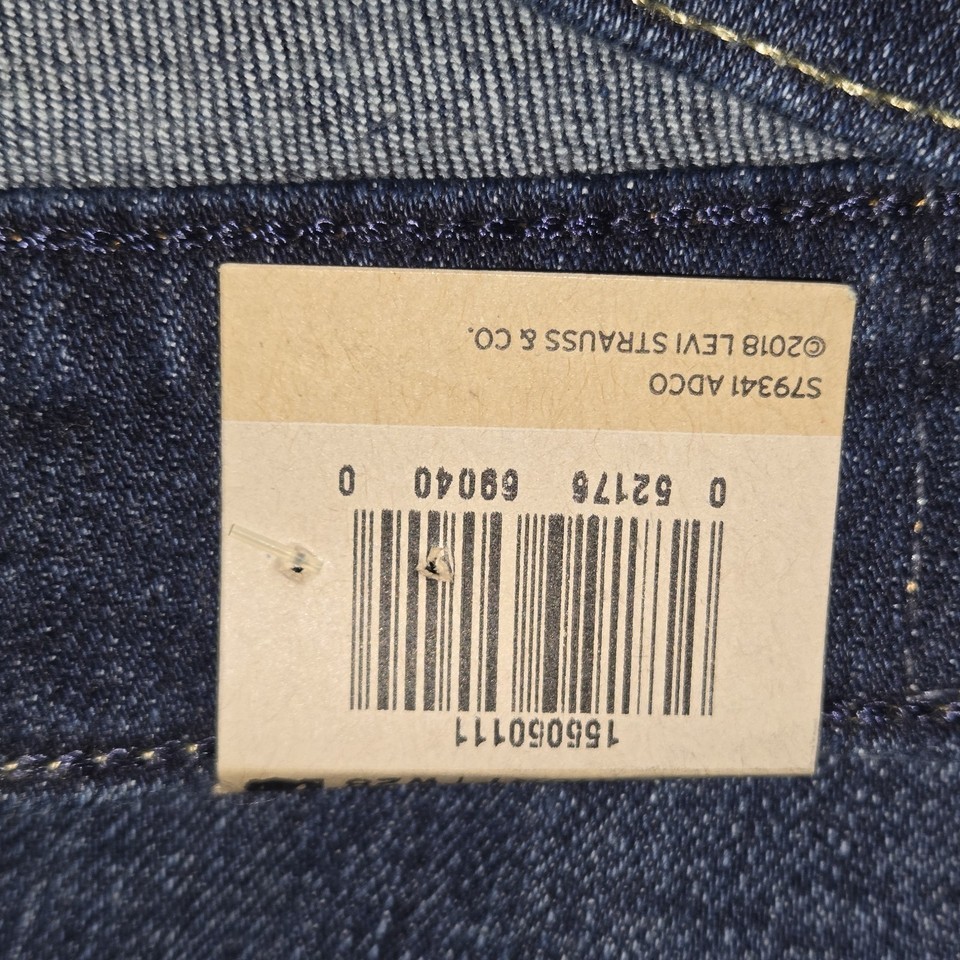 155050111
0 52176 69040 0
S79341 ADCO
©2018 LEVI STRAUSS & CO.